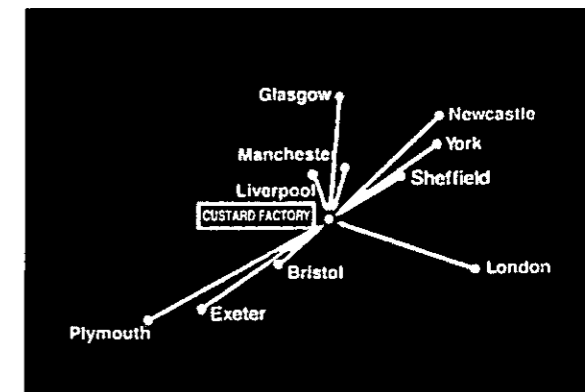 Glasgow
Newcastle
York
Manchester
Sheffield
Liverpool
CUSTARD FACTORY
Bristol
London
Exeter
Plymouth